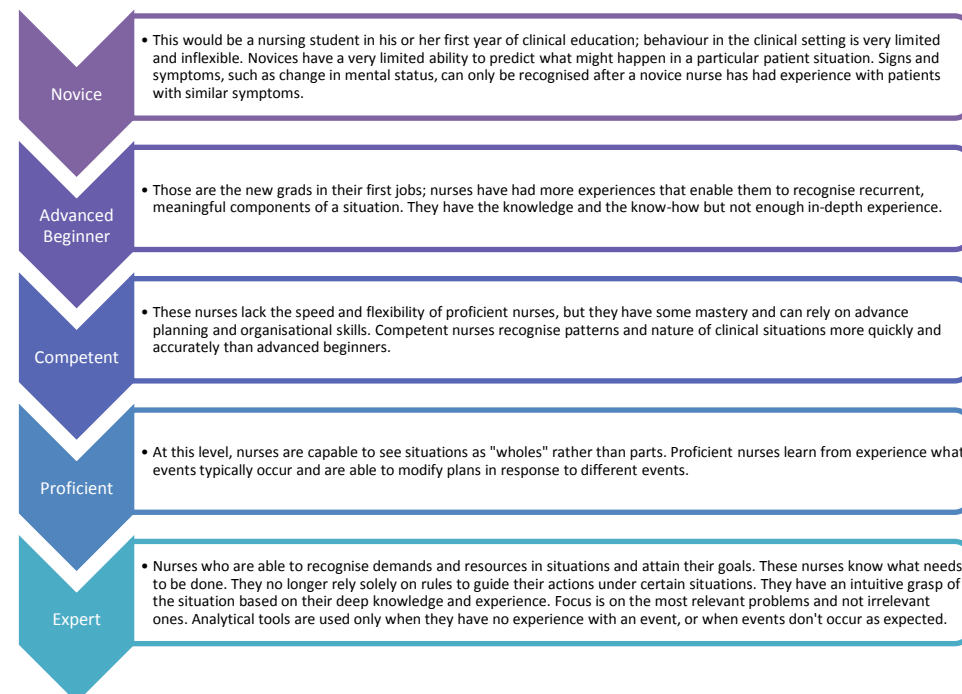 Novice
• This would be a nursing student in his or her first year of clinical education; behaviour in the clinical setting is very limited
and inflexible. Novices have a very limited ability to predict what might happen in a particular patient situation. Signs and
symptoms, such as change in mental status, can only be recognised after a novice nurse has had experience with patients
with similar symptoms.
Advanced
Beginner
• Those are the new grads in their first jobs; nurses have had more experiences that enable them to recognise recurrent,
meaningful components of a situation. They have the knowledge and the know-how but not enough in-depth experience.
Competent
• These nurses lack the speed and flexibility of proficient nurses, but they have some mastery and can rely on advance
planning and organisational skills. Competent nurses recognise patterns and nature of clinical situations more quickly and
accurately than advanced beginners.
Proficient
• At this level, nurses are capable to see situations as "wholes" rather than parts. Proficient nurses learn from experience what
events typically occur and are able to modify plans in response to different events.
Expert
• Nurses who are able to recognise demands and resources in situations and attain their goals. These nurses know what needs
to be done. They no longer rely solely on rules to guide their actions under certain situations. They have an intuitive grasp of
the situation based on their deep knowledge and experience. Focus is on the most relevant problems and not irrelevant
ones. Analytical tools are used only when they have no experience with an event, or when events don't occur as expected.